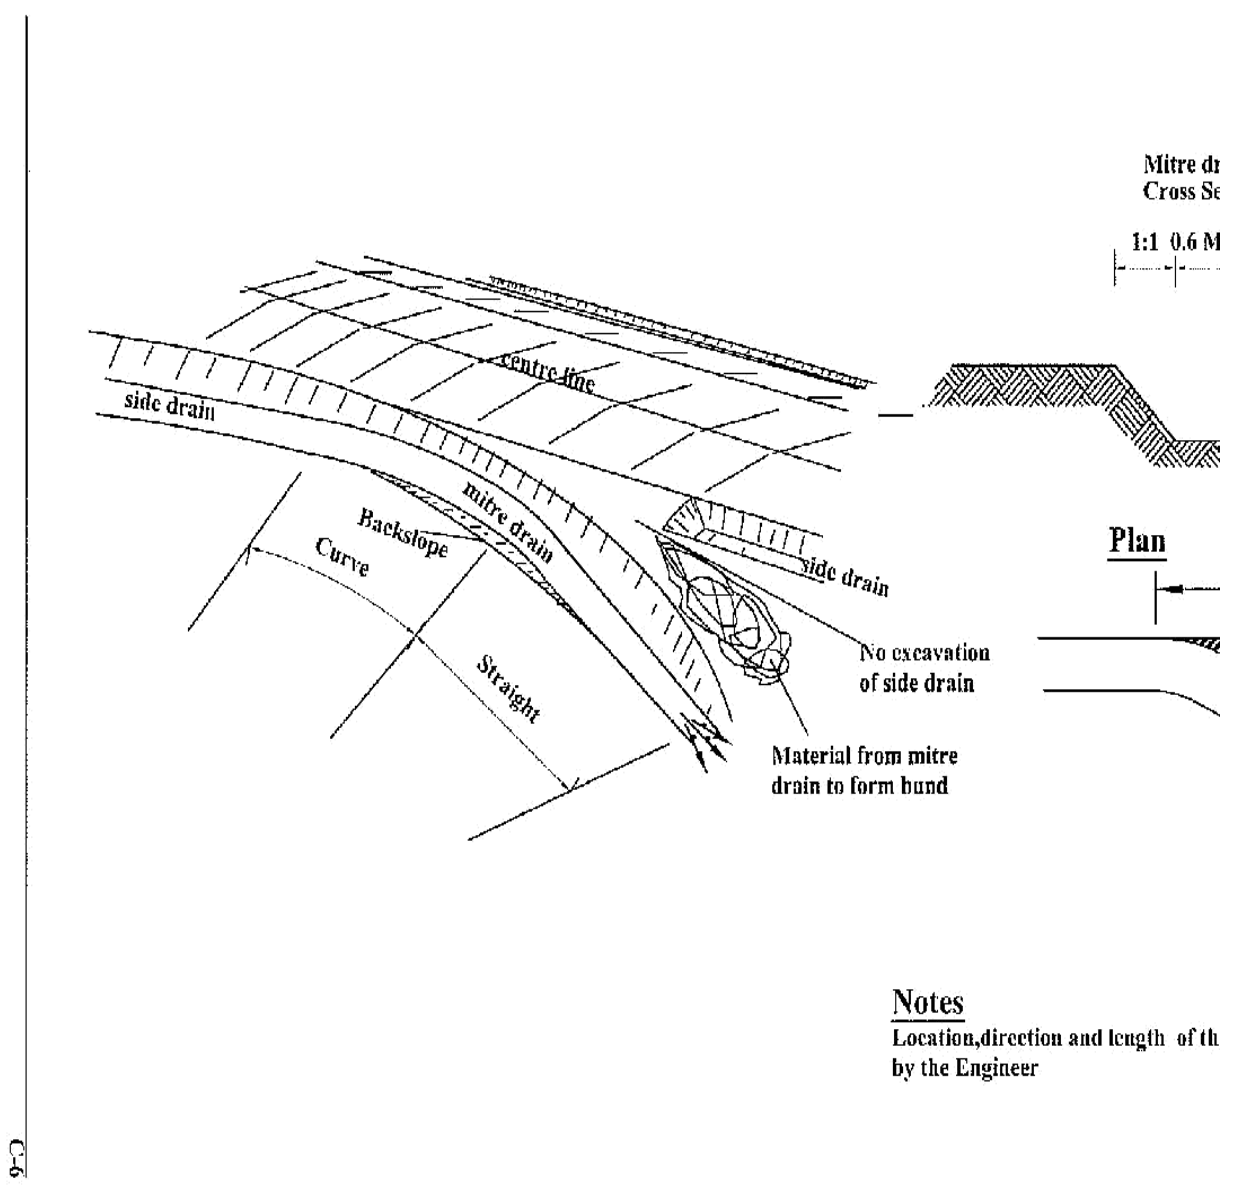 Mitre dr
Cross Se
1:1 0.6 M
centre line
side drain
mitre drain
Backslope
Curve
Straight
side drain
Plan
No excavation
of side drain
Material from mitre
drain to form bund
Notes
Location,direction and length of th
by the Engineer
C-6